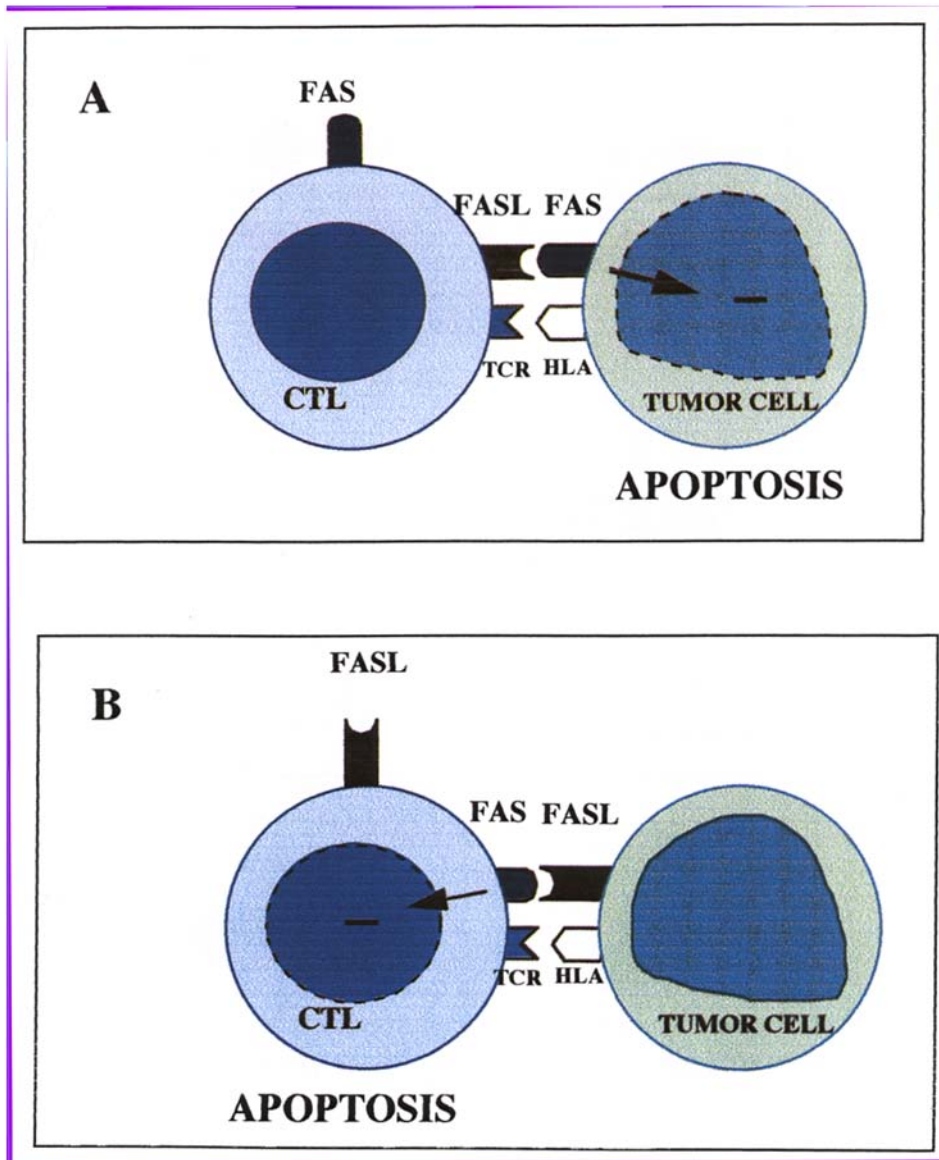 A
FAS
FASL FAS
TCR HLA
CTL
TUMOR CELL
APOPTOSIS
B
FASL
FAS FASL
TCR HLA
CTL
TUMOR CELL
APOPTOSIS